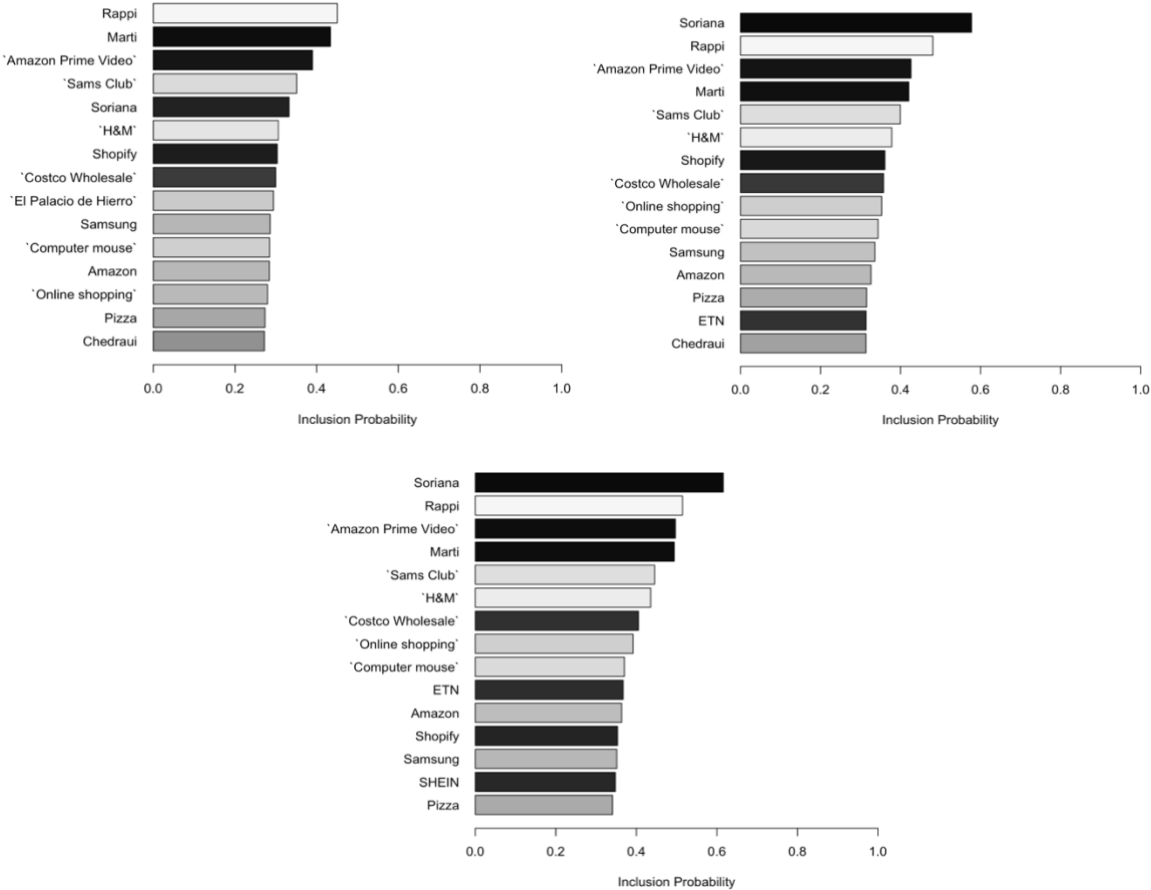 Rappi
Marti
`Amazon Prime Video`
`Sams Club`
Soriana
`H&M`
Shopify
`Costco Wholesale`
`El Palacio de Hierro`
Samsung
`Computer mouse`
Amazon
`Online shopping`
Pizza
Chedraui
0.0 0.2 0.4 0.6 0.8 1.0
Inclusion Probability
Soriana
Rappi
`Amazon Prime Video`
Marti
`Sams Club`
`H&M`
Shopify
`Costco Wholesale`
`Online shopping`
`Computer mouse`
Samsung
Amazon
Pizza
ETN
Chedraui
0.0 0.2 0.4 0.6 0.8 1.0
Inclusion Probability
Soriana
Rappi
`Amazon Prime Video`
Marti
`Sams Club`
`H&M`
`Costco Wholesale`
`Online shopping`
`Computer mouse`
ETN
Amazon
Shopify
Samsung
SHEIN
Pizza
0.0 0.2 0.4 0.6 0.8 1.0
Inclusion Probability